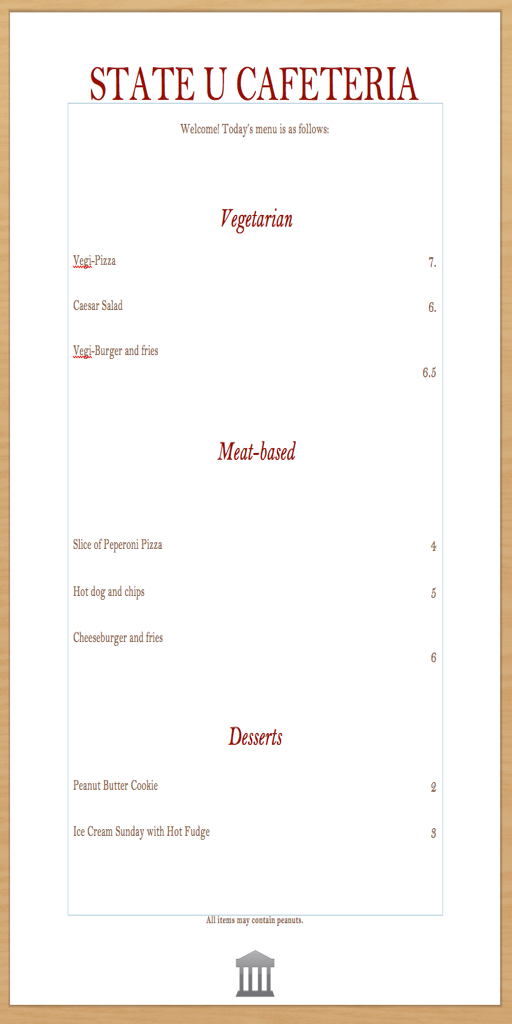 STATE U CAFETERIA
Welcome! Today's menu is as follows:
Vegetarian
Vegi-Pizza 7.
Caesar Salad 6.
Vegi-Burger and fries
6.5
Meat-based
Slice of Peperoni Pizza 4
Hot dog and chips 5
Cheeseburger and fries
6
Desserts
Peanut Butter Cookie 2
Ice Cream Sunday with Hot Fudge 3
All items may contain peanuts.